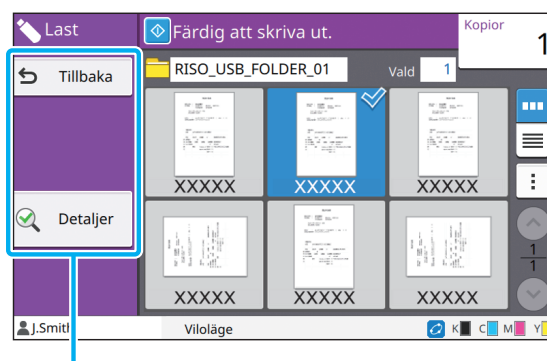 Last
Färdig att skriva ut.
Kopior
1
Tillbaka
RISO_USB_FOLDER_01
Vald 1
XXXXX XXXXX XXXXX
Detaljer
1
1
XXXXX XXXXX XXXXX
J.Smith
Viloläge
K C M Y